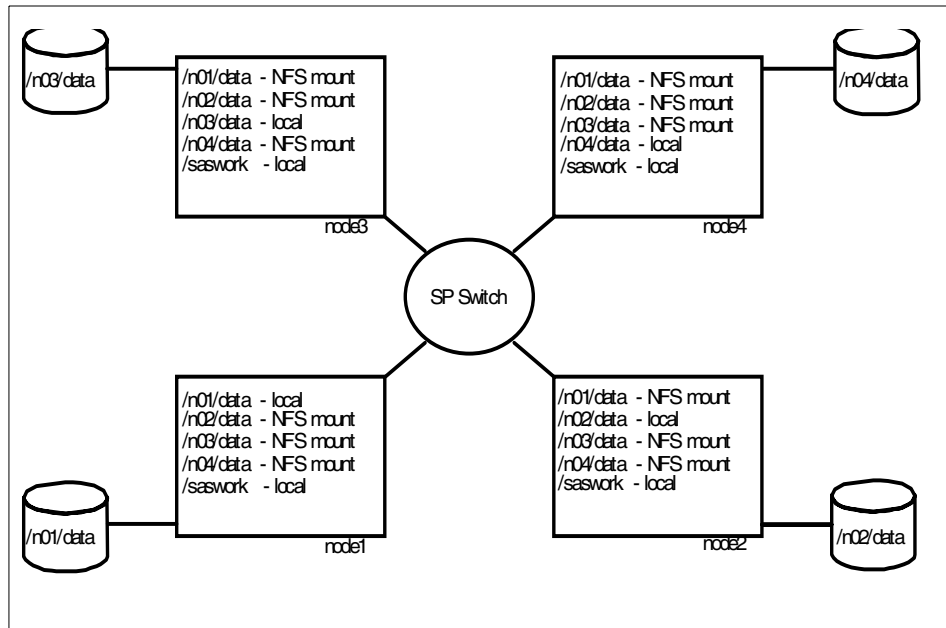 /n03/data
/n01/data - NFS mount
/n02/data - NFS mount
/n03/data - local
/n04/data - NFS mount
/saswork - local
node3
/n01/data - NFS mount
/n02/data - NFS mount
/n03/data - NFS mount
/n04/data - local
/saswork - local
node4
/n04/data
SP Switch
/n01/data
/n01/data - local
/n02/data - NFS mount
/n03/data - NFS mount
/n04/data - NFS mount
/saswork - local
node1
/n01/data - NFS mount
/n02/data - local
/n03/data - NFS mount
/n04/data - NFS mount
/saswork - local
node2
/n02/data